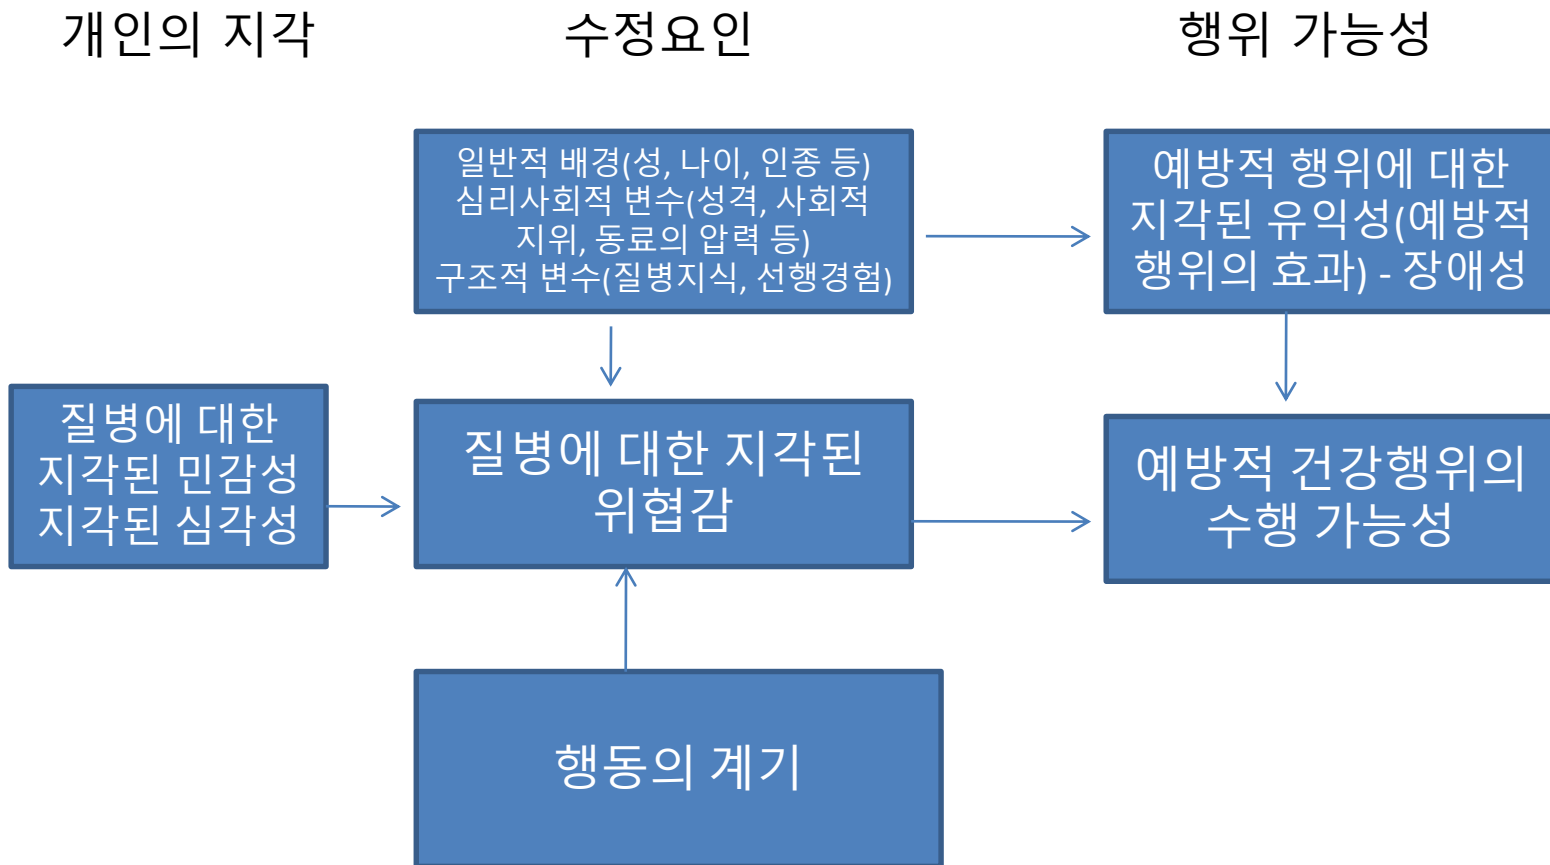 개인의 지각
수정요인
행위 가능성
일반적 배경(성, 나이, 인종 등)
심리사회적 변수(성격, 사회적
지위, 동료의 압력 등)
구조적 변수(질병지식, 선행경험)
예방적 행위에 대한
지각된 유익성(예방적
행위의 효과) - 장애성
질병에 대한
지각된 민감성
지각된 심각성
질병에 대한 지각된
위협감
예방적 건강행위의
수행 가능성
행동의 계기